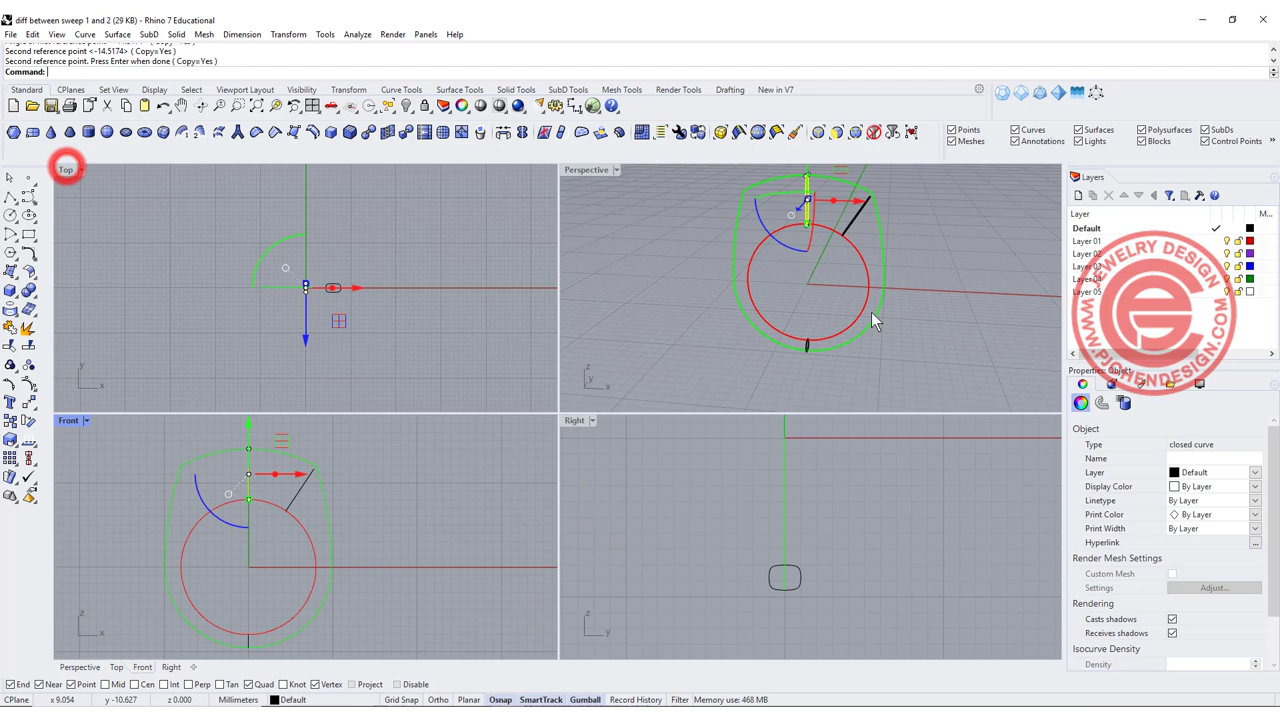 diff between sweep 1 and 2 (29 KB) - Rhino 7 Educational
File Edit View Curve Surface SubD Solid Mesh Dimension Transform Tools Analyze Render Panels Help
Second reference point <-14.5174> ( Copy=Yes )
Second reference point. Press Enter when done ( Copy=Yes )
Command:
Standard CPlanes Set View Display Select Viewport Layout Visibility Transform Curve Tools Surface Tools Solid Tools SubD Tools Mesh Tools Render Tools Drafting New in V7
Points Curves Surfaces Polysurfaces SubDs
Meshes Annotations Lights Blocks Control Points
Top
Perspective
Front
Right
y
x
z
y
x
z
x
z
y
Layers
Layer M...
Default
Layer 01
Layer 02
Layer 03
Layer 04
Layer 05
JEWELRY DESIGN
WWW.PJCHENDESIGN.COM
Properties: Object
Object
Type closed curve
Name
Layer Default
Display Color By Layer
Linetype By Layer
Print Color By Layer
Print Width By Layer
Hyperlink ...
Render Mesh Settings
Custom Mesh
Settings Adjust...
Rendering
Casts shadows
Receives shadows
Isocurve Density
Density
Perspective Top Front Right
End Near Point Mid Cen Int Perp Tan Quad Knot Vertex Project Disable
CPlane x 9.054 y -10.627 z 0.000 Millimeters Default Grid Snap Ortho Planar Osnap SmartTrack Gumball Record History Filter Memory use: 468 MB